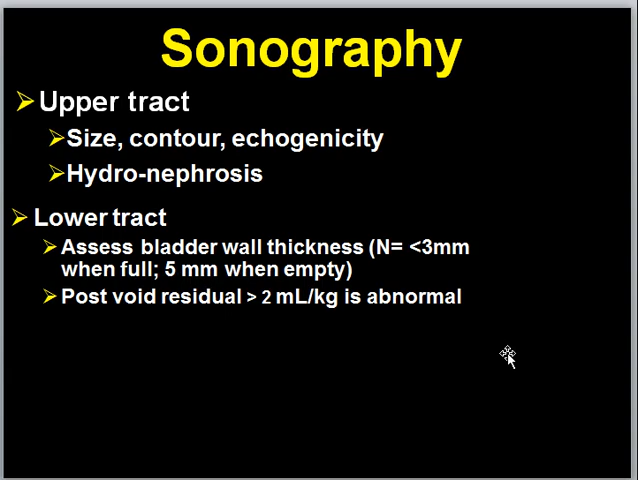 Sonography
Upper tract
Size, contour, echogenicity
Hydro-nephrosis
Lower tract
Assess bladder wall thickness (N= <3mm
when full; 5 mm when empty)
Post void residual > 2 mL/kg is abnormal